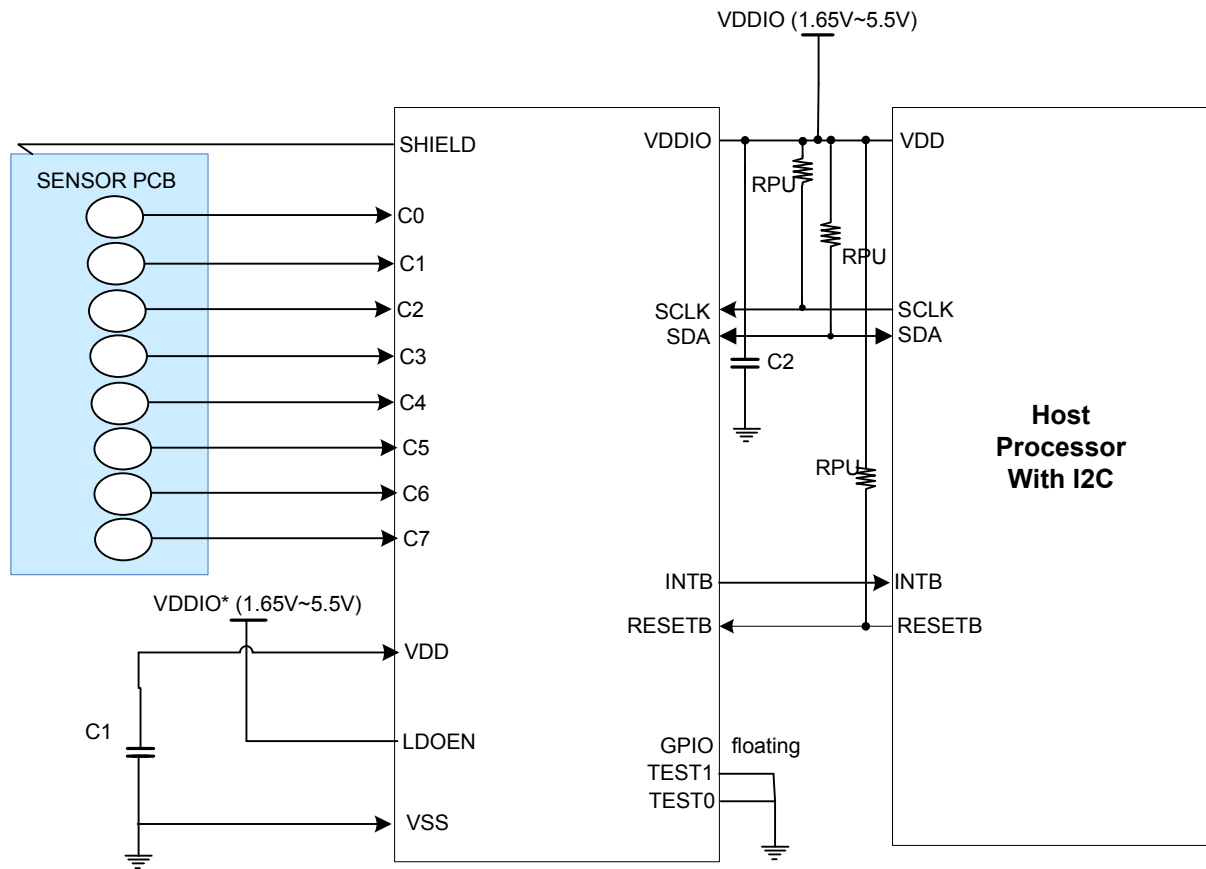 VDDIO (1.65V~5.5V)
SHIELD
VDDIO
VDD
SENSOR PCB
RPU
C0
C1
RPU
C2
SCLK
SCLK
SDA
SDA
C3
C2
C4
Host
Processor
With I2C
C5
RPU
C6
C7
INTB
INTB
VDDIO* (1.65V~5.5V)
RESETB
RESETB
VDD
C1
LDOEN
GPIO floating
TEST1
TEST0
VSS